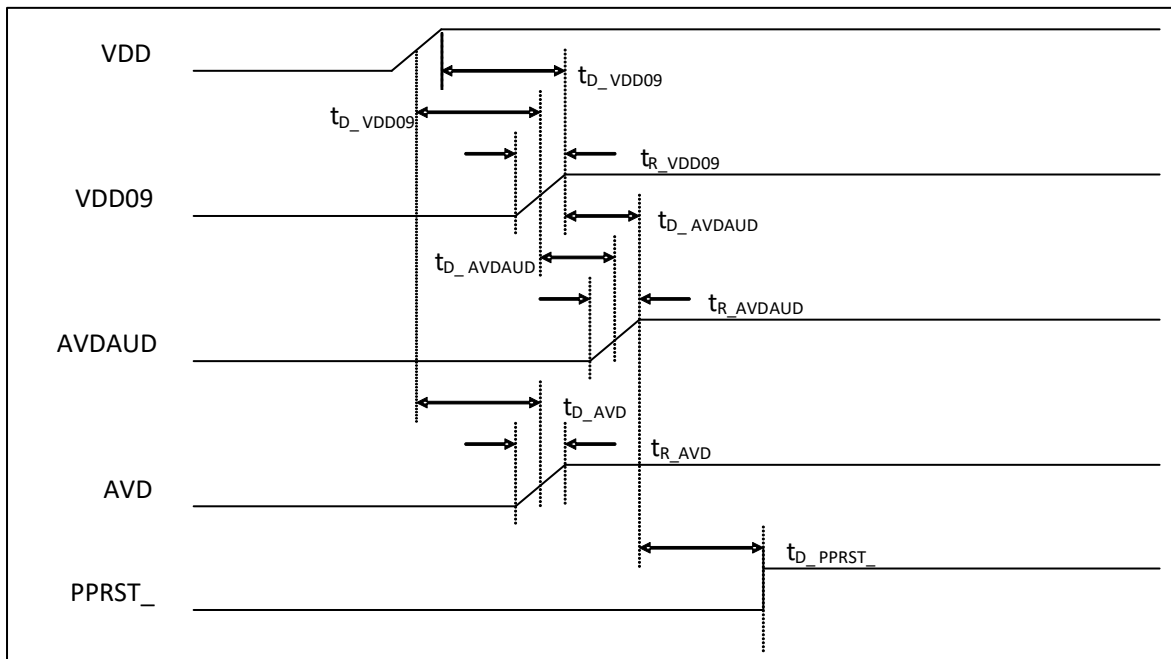 VDD
tD_VDD09
tD_VDD09
tR_VDD09
VDD09
tD_AVDAUD
tD_AVDAUD
tR_AVDAUD
AVDAUD
tD_AVD
tR_AVD
AVD
tD_PPRST_
PPRST_